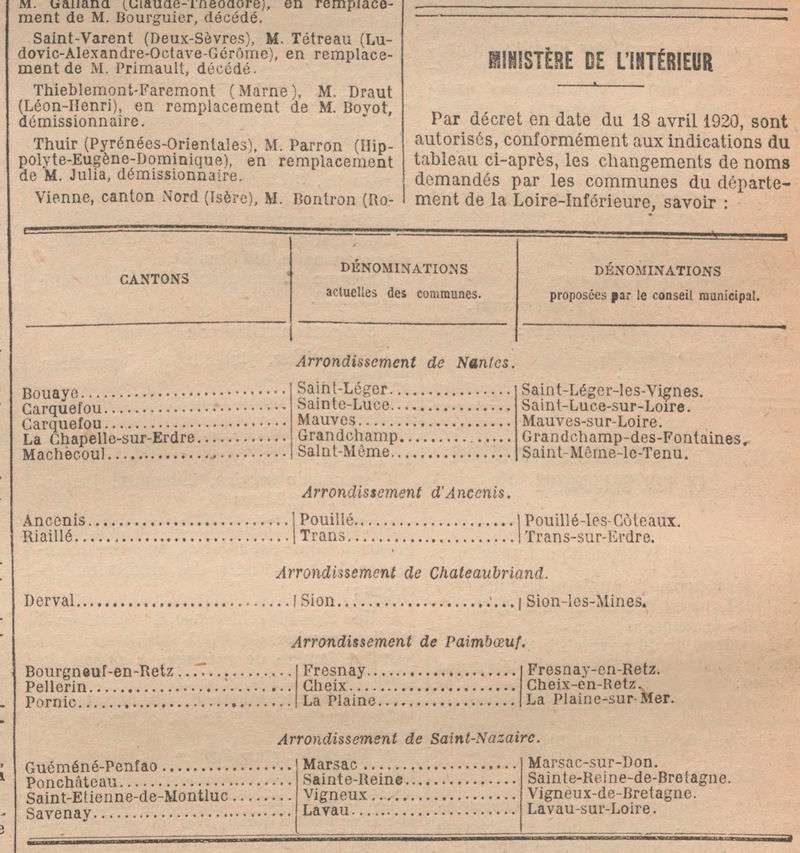 M. Galland (Claude-Théodore), en remplace-
ment de M. Bourguier, décédé.
Saint-Varent (Deux-Sèvres), M. Tétreau (Lu-
dovic-Alexandre-Octave-Gérôme), en remplace-
ment de M. Primault, décédé.
Thieblemont-Faremont (Marne), M. Draut
(Léon-Henri), en remplacement de M. Boyot,
démissionnaire.
Thuir (Pyrénées-Orientales), M. Parron (Hip-
polyte-Eugène-Dominique), en remplacement
de M. Julia, démissionnaire.
Vienne, canton Nord (Isère), M. Bontron (Ro-
MINISTÈRE DE L'INTÉRIEUR
Par décret en date du 18 avril 1920, sont
autorisés, conformément aux indications du
tableau ci-après, les changements de noms
demandés par les communes du départe-
ment de la Loire-Inférieure, savoir :
CANTONS
DÉNOMINATIONS
actuelles des communes.
DÉNOMINATIONS
proposées par le conseil municipal.
Arrondissement de Nantes.
Bouaye Saint-Léger Saint-Léger-les-Vignes.
Carquefou Sainte-Luce Saint-Luce-sur-Loire.
Carquefou Mauves Mauves-sur-Loire.
La Chapelle-sur-Erdre Grandchamp Grandchamp-des-Fontaines.
Machecoul Saint-Même Saint-Même-le-Tenu.
Arrondissement d'Ancenis.
Ancenis Pouillé Pouillé-les-Côteaux.
Riaillé Trans Trans-sur-Erdre.
Arrondissement de Chateaubriand.
Derval Sion Sion-les-Mines.
Arrondissement de Paimbœuf.
Bourgneuf-en-Retz Fresnay Fresnay-en-Retz.
Pellerin Cheix Cheix-en-Retz.
Pornic La Plaine La Plaine-sur-Mer.
Arrondissement de Saint-Nazaire.
Guéméné-Penfao Marsac Marsac-sur-Don.
Ponchâteau Sainte-Reine Sainte-Reine-de-Bretagne.
Saint-Etienne-de-Montluc Vigneux Vigneux-de-Bretagne.
Savenay Lavau Lavau-sur-Loire.